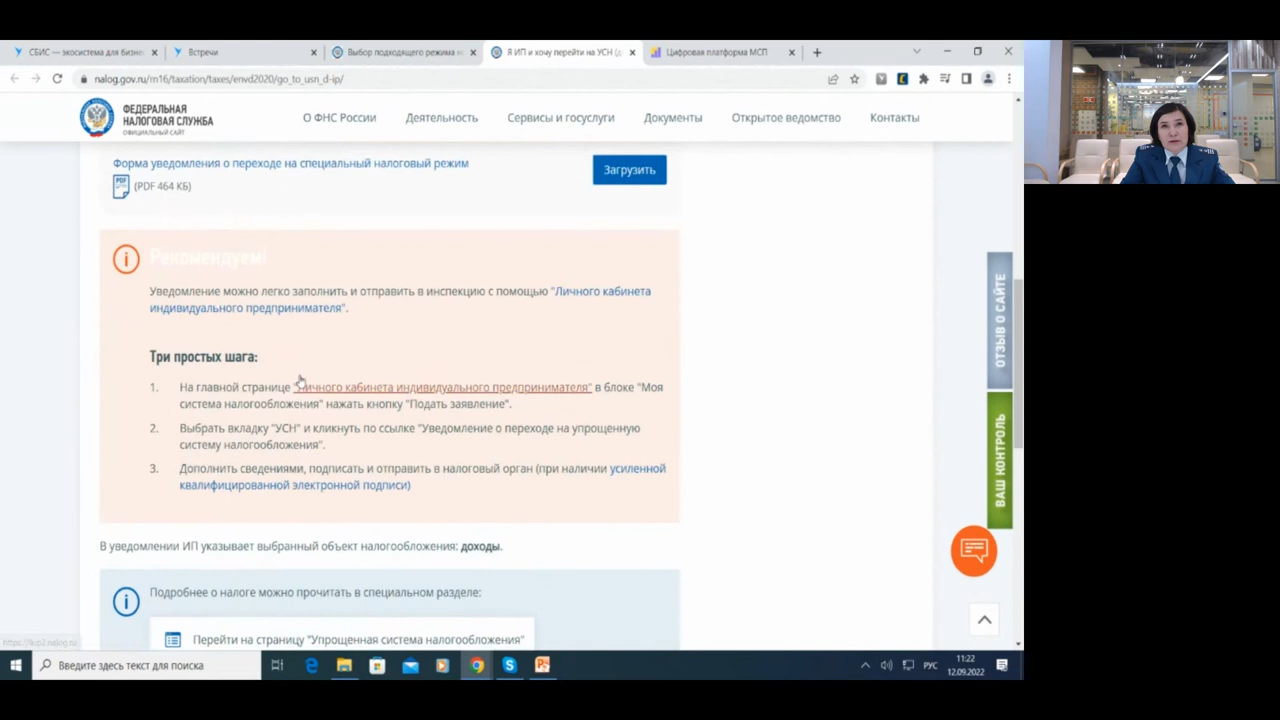 СБИС — экосистема для бизне
Встречи
Выбор подходящего режима н
Я ИП и хочу перейти на УСН (д
Цифровая платформа МСП
nalog.gov.ru/rn16/taxation/taxes/envd2020/go_to_usn_d-ip/
ФЕДЕРАЛЬНАЯ
НАЛОГОВАЯ СЛУЖБА
ОФИЦИАЛЬНЫЙ САЙТ
О ФНС России
Деятельность
Сервисы и госуслуги
Документы
Открытое ведомство
Контакты
Форма уведомления о переходе на специальный налоговый режим
Загрузить
PDF
(PDF 464 КБ)
Рекомендуем!
Уведомление можно легко заполнить и отправить в инспекцию с помощью "Личного кабинета
индивидуального предпринимателя".
Три простых шага:
1. На главной странице "Личного кабинета индивидуального предпринимателя" в блоке "Моя
система налогообложения" нажать кнопку "Подать заявление".
2. Выбрать вкладку "УСН" и кликнуть по ссылке "Уведомление о переходе на упрощенную
систему налогообложения".
3. Дополнить сведениями, подписать и отправить в налоговый орган (при наличии усиленной
квалифицированной электронной подписи)
В уведомлении ИП указывает выбранный объект налогообложения: доходы.
Подробнее о налоге можно прочитать в специальном разделе:
Перейти на страницу "Упрощенная система налогообложения"
ОТЗЫВ О САЙТЕ
ВАШ КОНТРОЛЬ
Введите здесь текст для поиска
РУС
11:22
12.09.2022